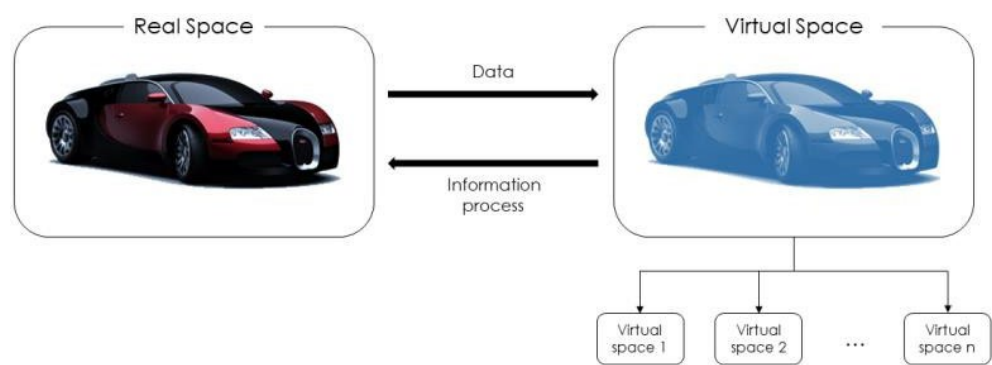 Real Space
Virtual Space
Data
Information
process
Virtual
space 1
Virtual
space 2
...
Virtual
space n